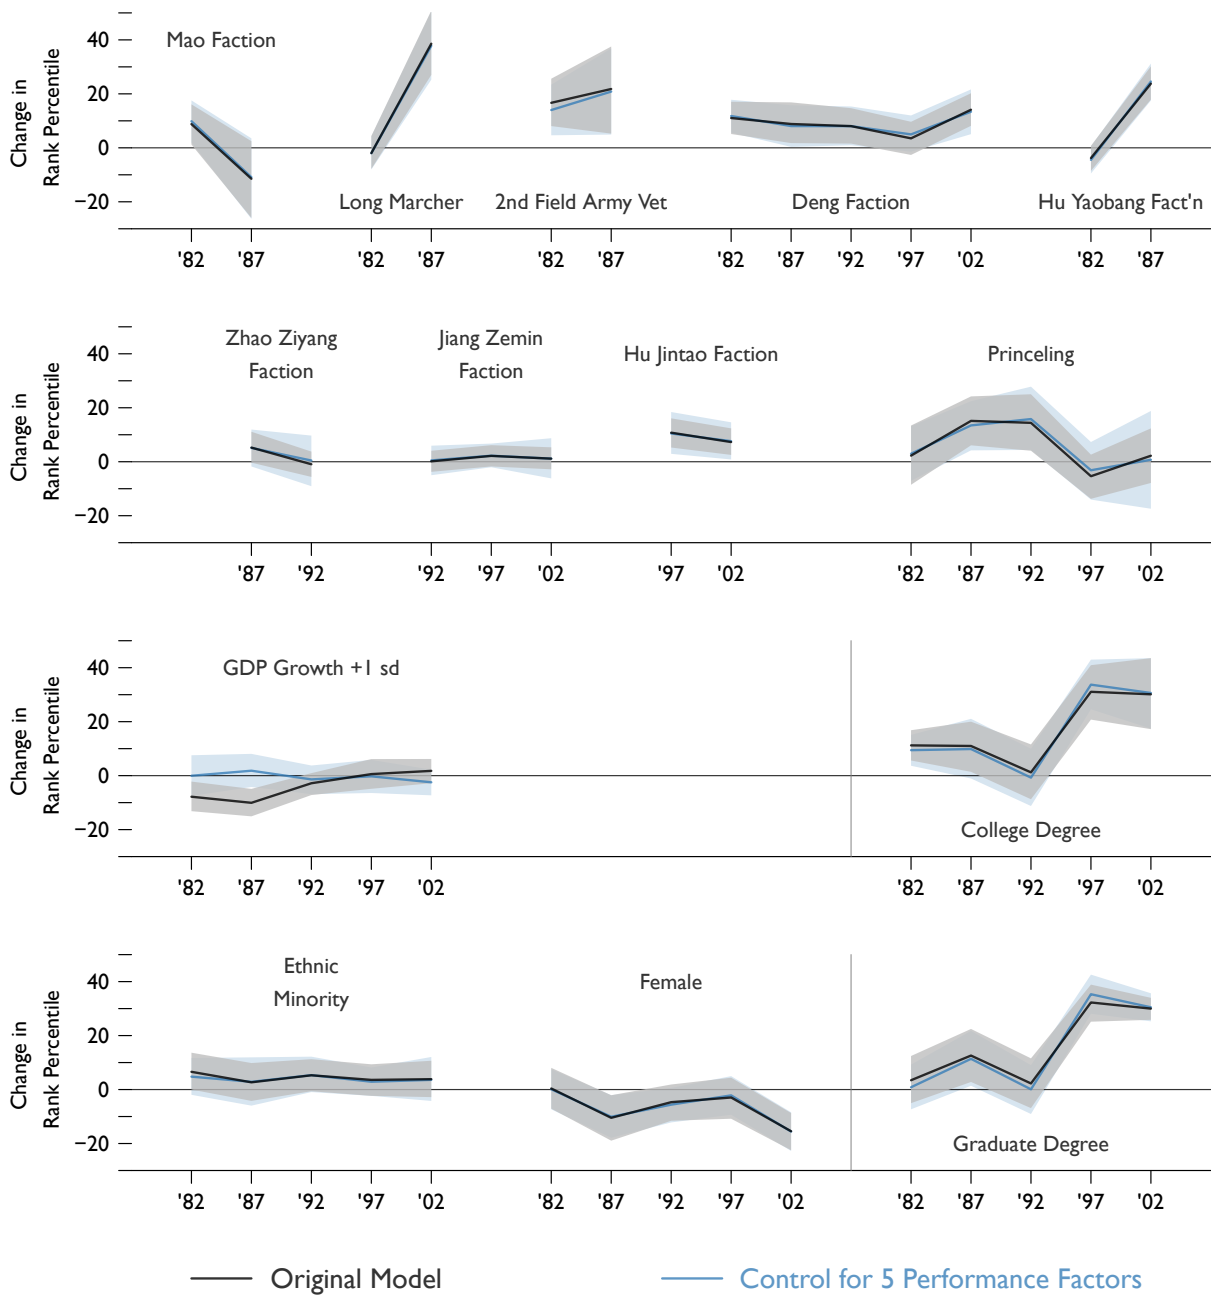 Change in
Rank Percentile
40
20
0
−20
Mao Faction
Long Marcher
2nd Field Army Vet
Deng Faction
Hu Yaobang Fact'n
'82 '87 '82 '87 '82 '87 '82 '87 '92 '97 '02 '82 '87
Change in
Rank Percentile
40
20
0
−20
Zhao Ziyang
Faction
Jiang Zemin
Faction
Hu Jintao Faction
Princeling
'87 '92 '92 '97 '02 '97 '02 '82 '87 '92 '97 '02
Change in
Rank Percentile
40
20
0
−20
GDP Growth +1 sd
College Degree
'82 '87 '92 '97 '02 '82 '87 '92 '97 '02
Change in
Rank Percentile
40
20
0
−20
Ethnic
Minority
Female
Graduate Degree
'82 '87 '92 '97 '02 '82 '87 '92 '97 '02 '82 '87 '92 '97 '02
Original Model
Control for 5 Performance Factors